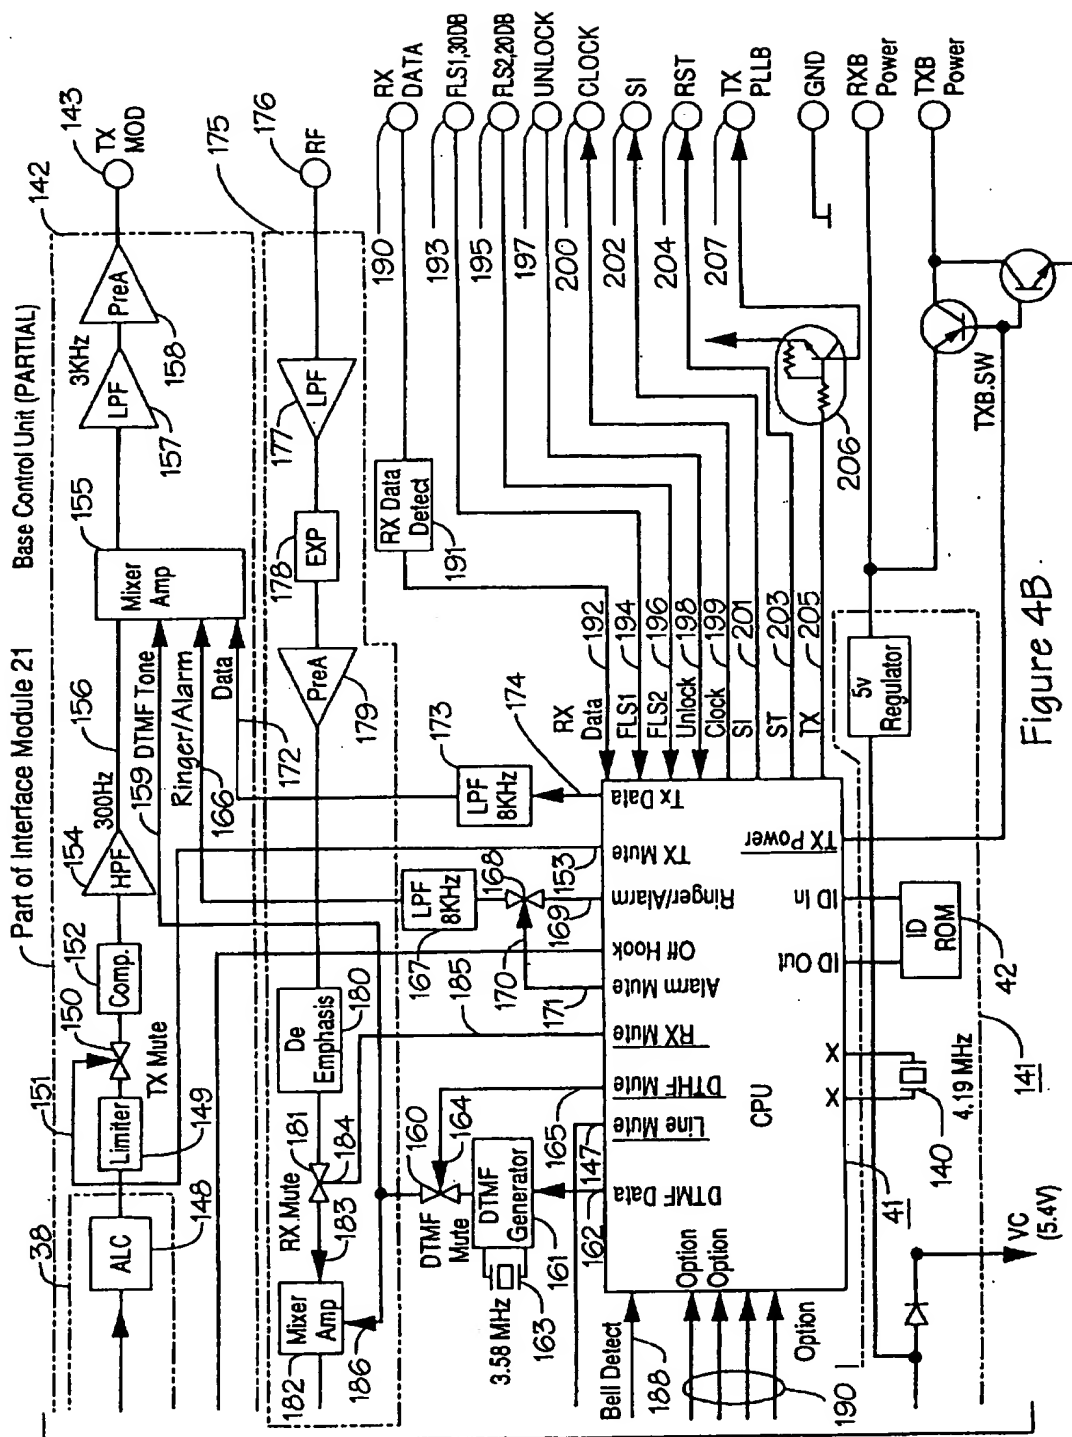 Part of Interface Module 21
Base Control Unit (PARTIAL)
38
ALC
148
151
Limiter
149
150
TX Mute
152
Comp.
154
HPF
300Hz
156
159 DTMF Tone
Ringer/Alarm
166
Data
172
155
Mixer
Amp
157
LPF
3KHz
158
PreA
142
143
TX
MOD
175
176
RF
177
LPF
178
EXP
179
PreA
180
De
Emphasis
RX Mute
181
184
183
182
Mixer
Amp
186
185
190
RX
DATA
RX Data
Detect
191
193
FLS1,30DB
195
FLS2,20DB
197
UNLOCK
200
CLOCK
202
SI
204
RST
207
TX
PLLB
GND
RXB
Power
TXB
Power
206
TXB.SW
RX
Data
192
FLS1
194
FLS2
196
Unlock
198
Clock
199
SI
201
ST
203
TX
205
173
LPF
8KHz
174
LPF
8KHz
167
168
169
170
171
153
DTMF
Mute
160
164
DTMF
Generator
161
162
3.58 MHz
163
165
147
Tx Data
TX Mute
Ringer/Alarm
Off Hook
Alarm Mute
RX Mute
DTHF Mute
Line Mute
DTMF Data
CPU
TX Power
ID In
ID Out
X
X
Option
Option
Option
Bell Detect
188
190
41
140
4.19 MHz
ID
ROM
42
141
5v
Regulator
VC
(5.4V)
Figure 4B